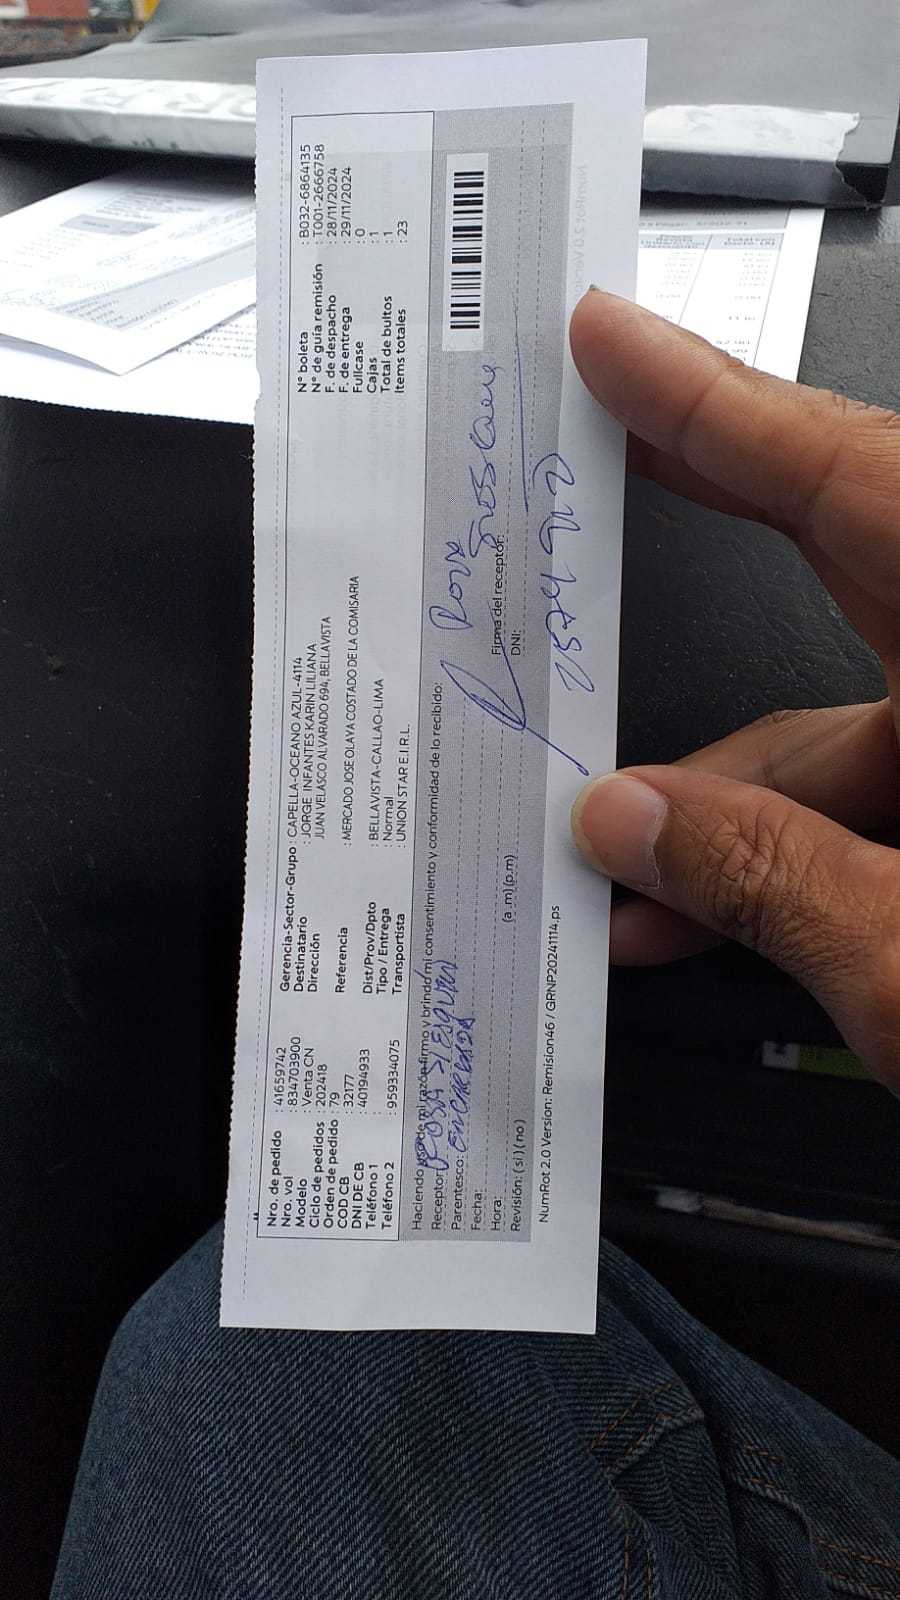 Nro. de pedido : 41659742
Nro. vol : 834703900
Modelo : Venta CN
Ciclo de pedidos : 202418
Orden de pedido : 79
COD CB : 32177
DNI DE CB : 40194933
Teléfono 1 :
Teléfono 2 : 959334075
Gerencia-Sector-Grupo : CAPELLA-OCEANO AZUL-4114
Destinatario : JORGE INFANTES KARIN LILIANA
Dirección JUAN VELASCO ALVARADO 694, BELLAVISTA
Referencia : MERCADO JOSE OLAYA COSTADO DE LA COMISARIA
Dist/Prov/Dpto : BELLAVISTA-CALLAO-LIMA
Tipo / Entrega : Normal
Transportista : UNION STAR E.I.R.L.
N° boleta : B032-6864135
N° de guía remisión : T001-2666758
F. de despacho : 28/11/2024
F. de entrega : 29/11/2024
Fullcase : 0
Cajas : 1
Total de bultos : 1
Items totales : 23
Haciendo uso de mi razón firmo y brindo mi consentimiento y conformidad de lo recibido:
Receptor: ROSA
Parentesco: ENCARGADA
Fecha:
Hora: (a .m) (p.m)
Revisión: ( si ) ( no )
Rosa
Firma del receptor:
DNI:
NumRot 2.0 Version: Remision46 / GRNP20241114.ps